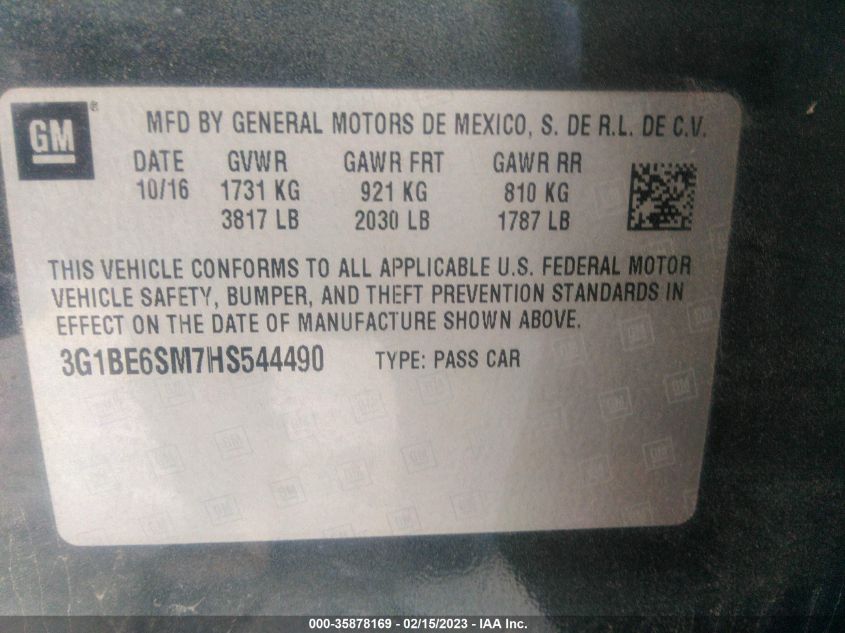 GM ®
MFD BY GENERAL MOTORS DE MEXICO, S. DE R.L. DE C.V.
DATE GVWR GAWR FRT GAWR RR
10/16 1731 KG 921 KG 810 KG
3817 LB 2030 LB 1787 LB
THIS VEHICLE CONFORMS TO ALL APPLICABLE U.S. FEDERAL MOTOR
VEHICLE SAFETY, BUMPER, AND THEFT PREVENTION STANDARDS IN
EFFECT ON THE DATE OF MANUFACTURE SHOWN ABOVE.
3G1BE6SM7HS544490 TYPE: PASS CAR
000-35878169 - 02/15/2023 - IAA Inc.